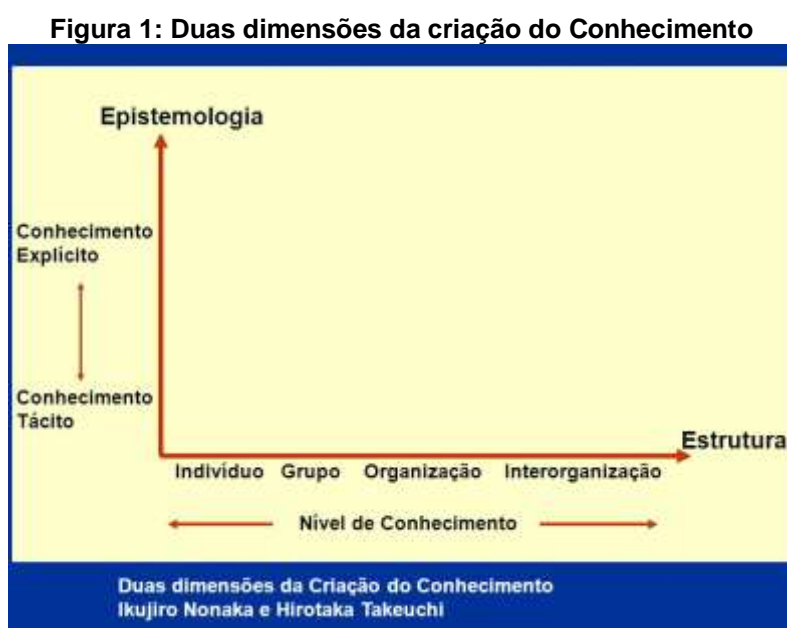 Figura 1: Duas dimensões da criação do Conhecimento
Epistemologia
Conhecimento
Explícito
Conhecimento
Tácito
Estrutura
Indivíduo Grupo Organização Interorganização
Nível de Conhecimento
Duas dimensões da Criação do Conhecimento
Ikujiro Nonaka e Hirotaka Takeuchi